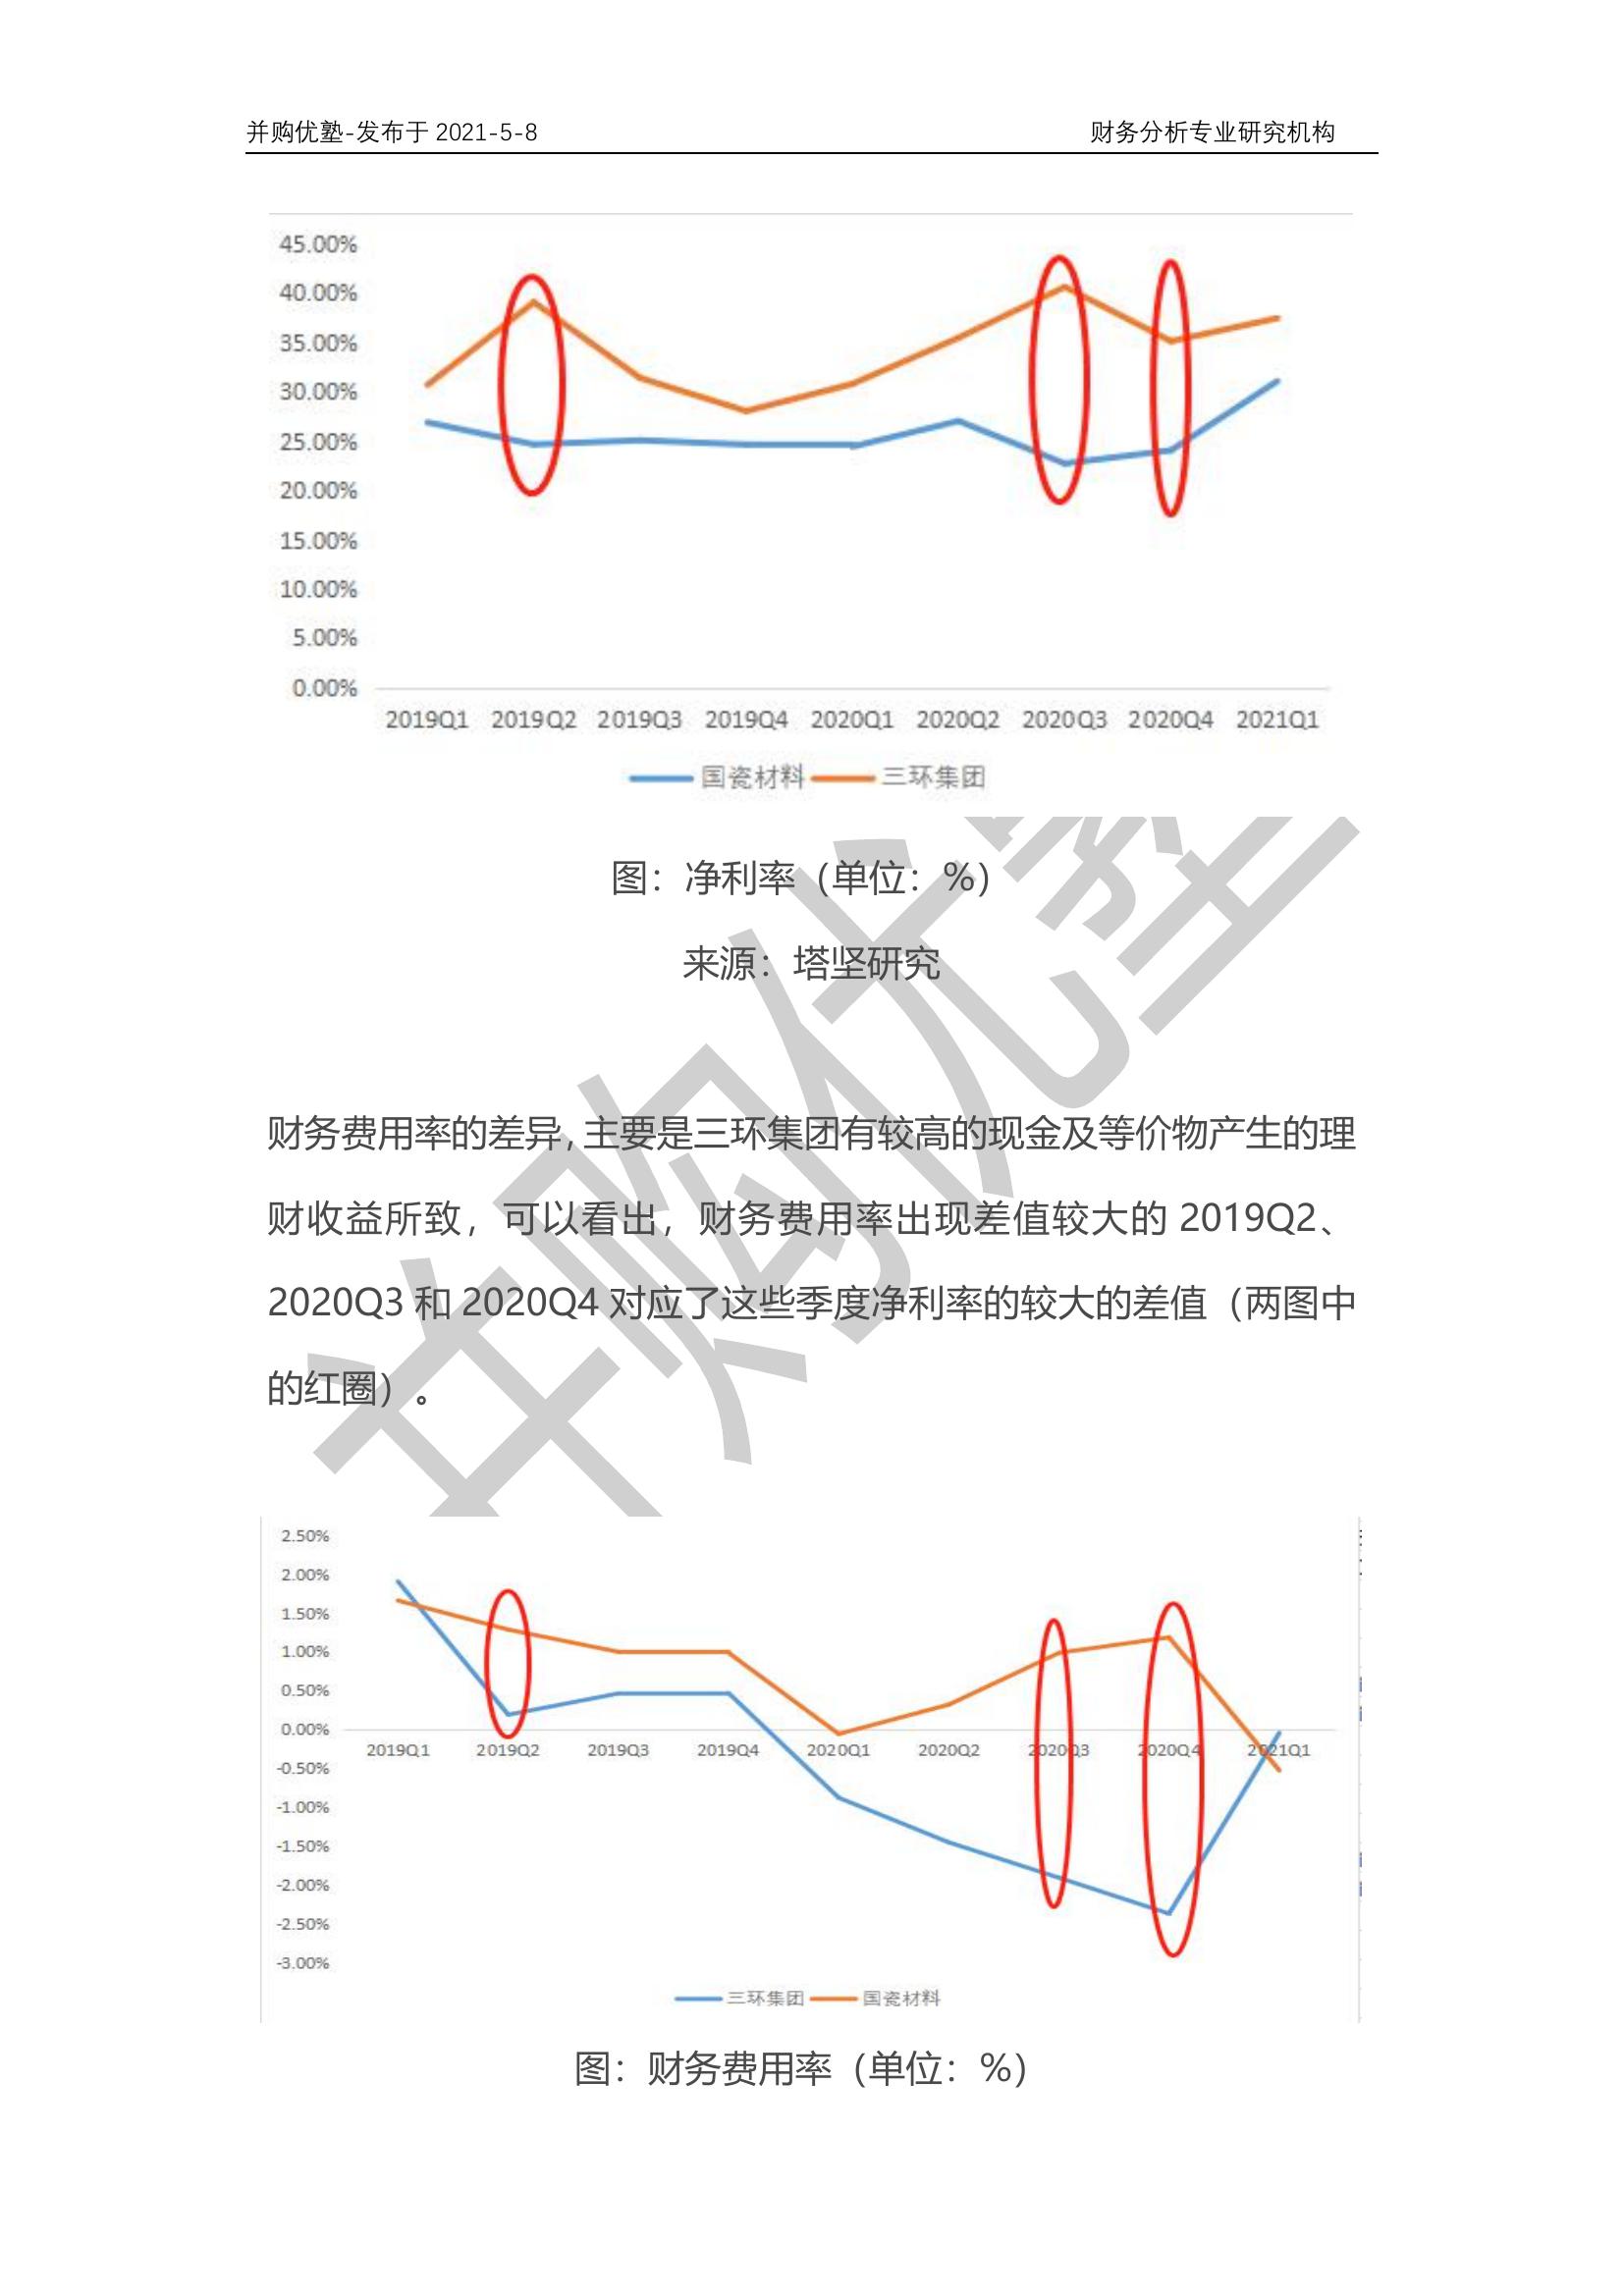 并购优塾-发布于 2021-5-8 财务分析专业研究机构
45.00%
40.00%
35.00%
30.00%
25.00%
20.00%
15.00%
10.00%
5.00%
0.00%
2019Q1 2019Q2 2019Q3 2019Q4 2020Q1 2020Q2 2020Q3 2020Q4 2021Q1
国瓷材料 三环集团
图：净利率（单位：%）
来源：塔坚研究
并购优塾
财务费用率的差异，主要是三环集团有较高的现金及等价物产生的理
财收益所致，可以看出，财务费用率出现差值较大的 2019Q2、
2020Q3 和 2020Q4 对应了这些季度净利率的较大的差值（两图中
的红圈）。
2.50%
2.00%
1.50%
1.00%
0.50%
0.00%
2019Q1 2019Q2 2019Q3 2019Q4 2020Q1 2020Q2 2020Q3 2020Q4 2021Q1
-0.50%
-1.00%
-1.50%
-2.00%
-2.50%
-3.00%
三环集团 国瓷材料
图：财务费用率（单位：%）